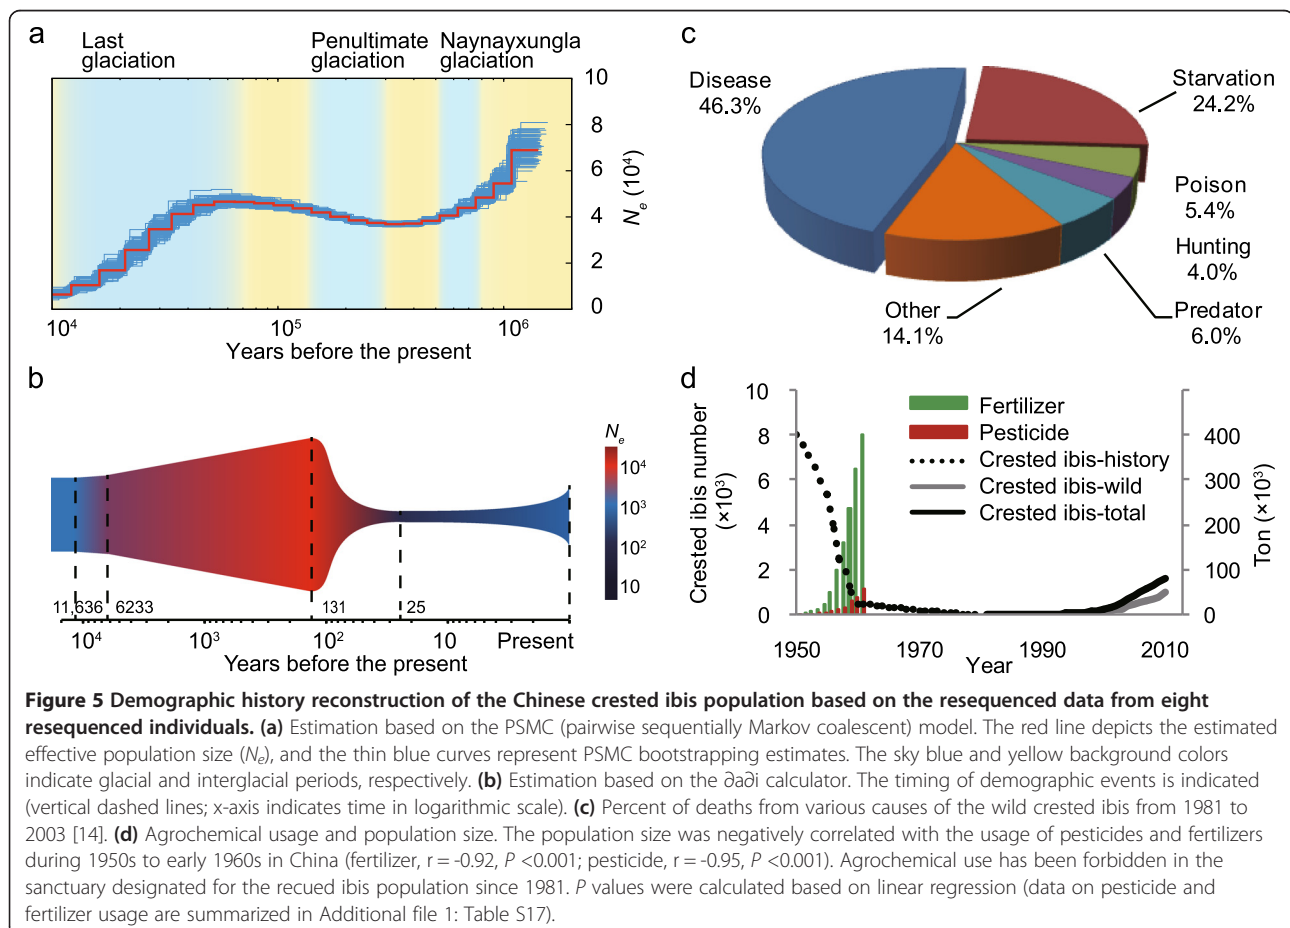 a
Last
glaciation
Penultimate
glaciation
Naynayxungla
glaciation
10
8
6
4
2
0
Nₑ (10⁴)
10⁴
10⁵
10⁶
Years before the present
b
Nₑ
10⁴
10³
10²
10
11,636
6233
131
25
10⁴
10³
10²
10
Present
Years before the present
c
Disease
46.3%
Starvation
24.2%
Poison
5.4%
Hunting
4.0%
Predator
6.0%
Other
14.1%
d
Crested ibis number
(×10³)
10
8
6
4
2
0
Fertilizer
Pesticide
Crested ibis-history
Crested ibis-wild
Crested ibis-total
400
300
200
100
0
Ton (×10³)
1950
1970
1990
2010
Year
Figure 5 Demographic history reconstruction of the Chinese crested ibis population based on the resequenced data from eight
resequenced individuals. (a) Estimation based on the PSMC (pairwise sequentially Markov coalescent) model. The red line depicts the estimated
effective population size (Nₑ), and the thin blue curves represent PSMC bootstrapping estimates. The sky blue and yellow background colors
indicate glacial and interglacial periods, respectively. (b) Estimation based on the ∂a∂i calculator. The timing of demographic events is indicated
(vertical dashed lines; x-axis indicates time in logarithmic scale). (c) Percent of deaths from various causes of the wild crested ibis from 1981 to
2003 [14]. (d) Agrochemical usage and population size. The population size was negatively correlated with the usage of pesticides and fertilizers
during 1950s to early 1960s in China (fertilizer, r = -0.92, P <0.001; pesticide, r = -0.95, P <0.001). Agrochemical use has been forbidden in the
sanctuary designated for the recued ibis population since 1981. P values were calculated based on linear regression (data on pesticide and
fertilizer usage are summarized in Additional file 1: Table S17).